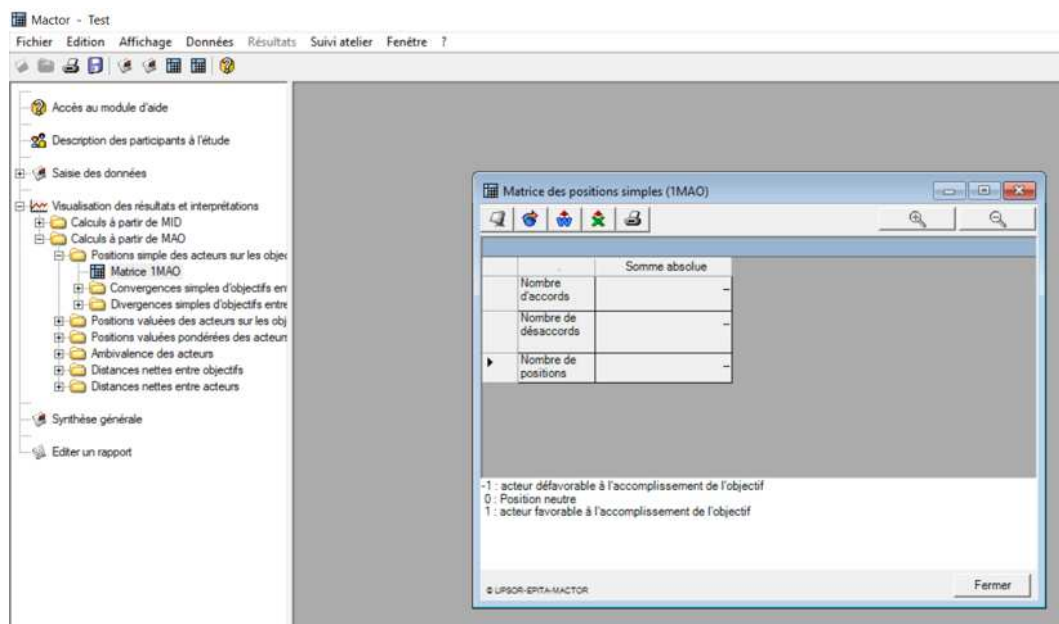 Mactor - Test
Fichier Edition Affichage Données Résultats Suivi atelier Fenêtre ?
Accès au module d'aide
Description des participants à l'étude
Saisie des données
Visualisation des résultats et interprétations
Calculs à partir de MID
Calculs à partir de MAO
Positions simple des acteurs sur les objec
Matrice 1MAO
Convergences simples d'objectifs en
Divergences simples d'objectifs entre
Positions valuées des acteurs sur les obj
Positions valuées pondérées des acteurs
Ambivalence des acteurs
Distances nettes entre objectifs
Distances nettes entre acteurs
Synthèse générale
Editer un rapport
Matrice des positions simples (1MAO)
Somme absolue
Nombre
d'accords
–
Nombre de
désaccords
–
Nombre de
positions
–
-1 : acteur défavorable à l'accomplissement de l'objectif
0 : Position neutre
1 : acteur favorable à l'accomplissement de l'objectif
© LIPSOR-EPITA-MACTOR
Fermer